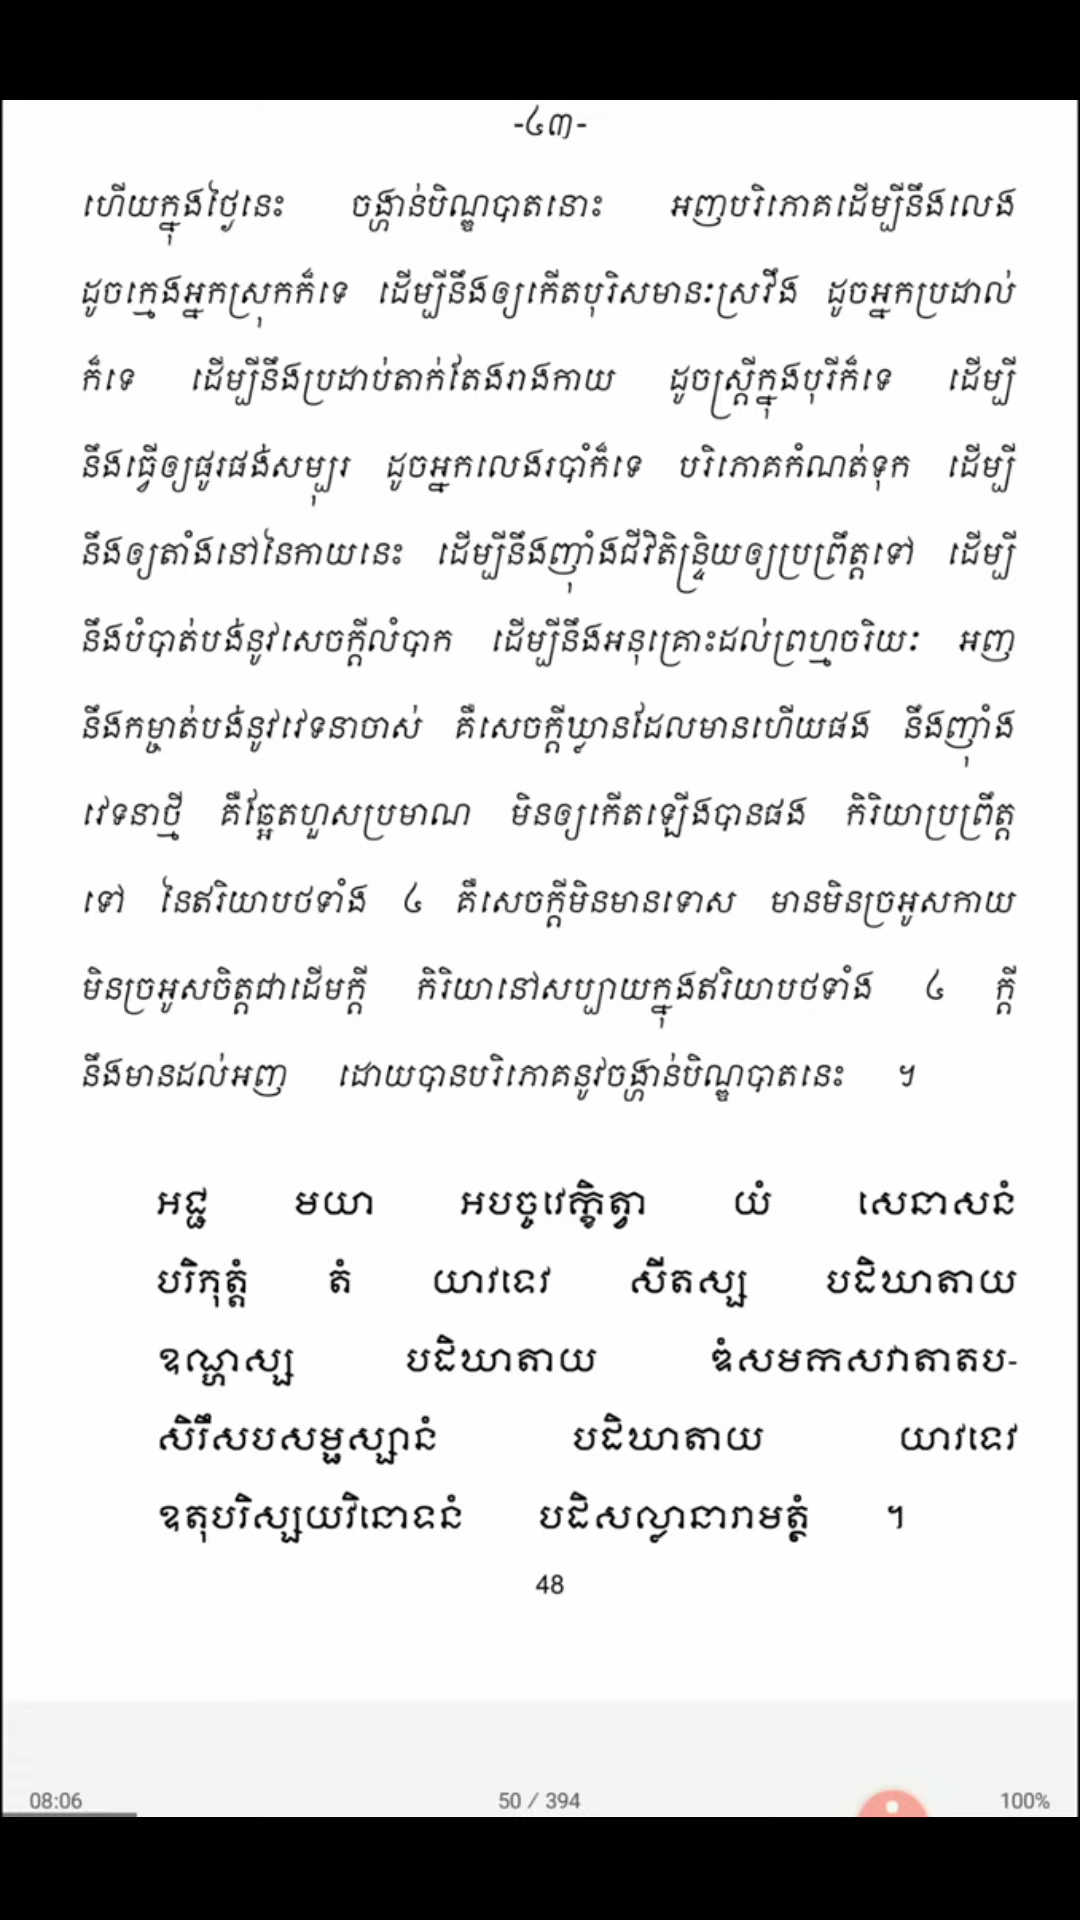 -៤៣-
ហើយក្នុងថ្ងៃនេះ ចង្ហាន់បិណ្ឌបាតនោះ អញបរិភោគដើម្បីនឹងលេង
ដូចក្មេងអ្នកស្រុកក៏ទេ ដើម្បីនឹងឲ្យកើតបុរិសមានៈស្រវឹង ដូចអ្នកប្រដាល់
ក៏ទេ ដើម្បីនឹងប្រដាប់តាក់តែងរាងកាយ ដូចស្ត្រីក្នុងបុរីក៏ទេ ដើម្បី
នឹងធ្វើឲ្យផូរផង់សម្បុរ ដូចអ្នកលេងរបាំក៏ទេ បរិភោគកំណត់ទុក ដើម្បី
នឹងឲ្យតាំងនៅនៃកាយនេះ ដើម្បីនឹងញុាំងជីវិតិន្ទ្រិយឲ្យប្រព្រឹត្តទៅ ដើម្បី
នឹងបំបាត់បង់នូវសេចក្តីលំបាក ដើម្បីនឹងអនុគ្រោះដល់ព្រហ្មចរិយៈ អញ
នឹងកម្ចាត់បង់នូវវេទនាចាស់ គឺសេចក្តីឃ្លានដែលមានហើយផង នឹងញុាំង
វេទនាថ្មី គឺឆ្អែតហួសប្រមាណ មិនឲ្យកើតឡើងបានផង កិរិយាប្រព្រឹត្ត
ទៅ នៃឥរិយាបថទាំង ៤ គឺសេចក្តីមិនមានទោស មានមិនច្រអូសកាយ
មិនច្រអូសចិត្តជាដើមក្តី កិរិយានៅសប្បាយក្នុងឥរិយាបថទាំង ៤ ក្តី
នឹងមានដល់អញ ដោយបានបរិភោគនូវចង្ហាន់បិណ្ឌបាតនេះ ។
អជ្ជ មយា អបច្ចវេក្ខិត្វា យំ សេនាសនំ
បរិភុត្តំ តំ យាវទេវ សីតស្ស បដិឃាតាយ
ឧណ្ហស្ស បដិឃាតាយ ឌំសមកសវាតាតប-
សិរឹសបសម្ផស្សានំ បដិឃាតាយ យាវទេវ
ឧតុបរិស្សយវិនោទនំ បដិសល្លានារាមត្ថំ ។
48
08:06 50 / 394 100%